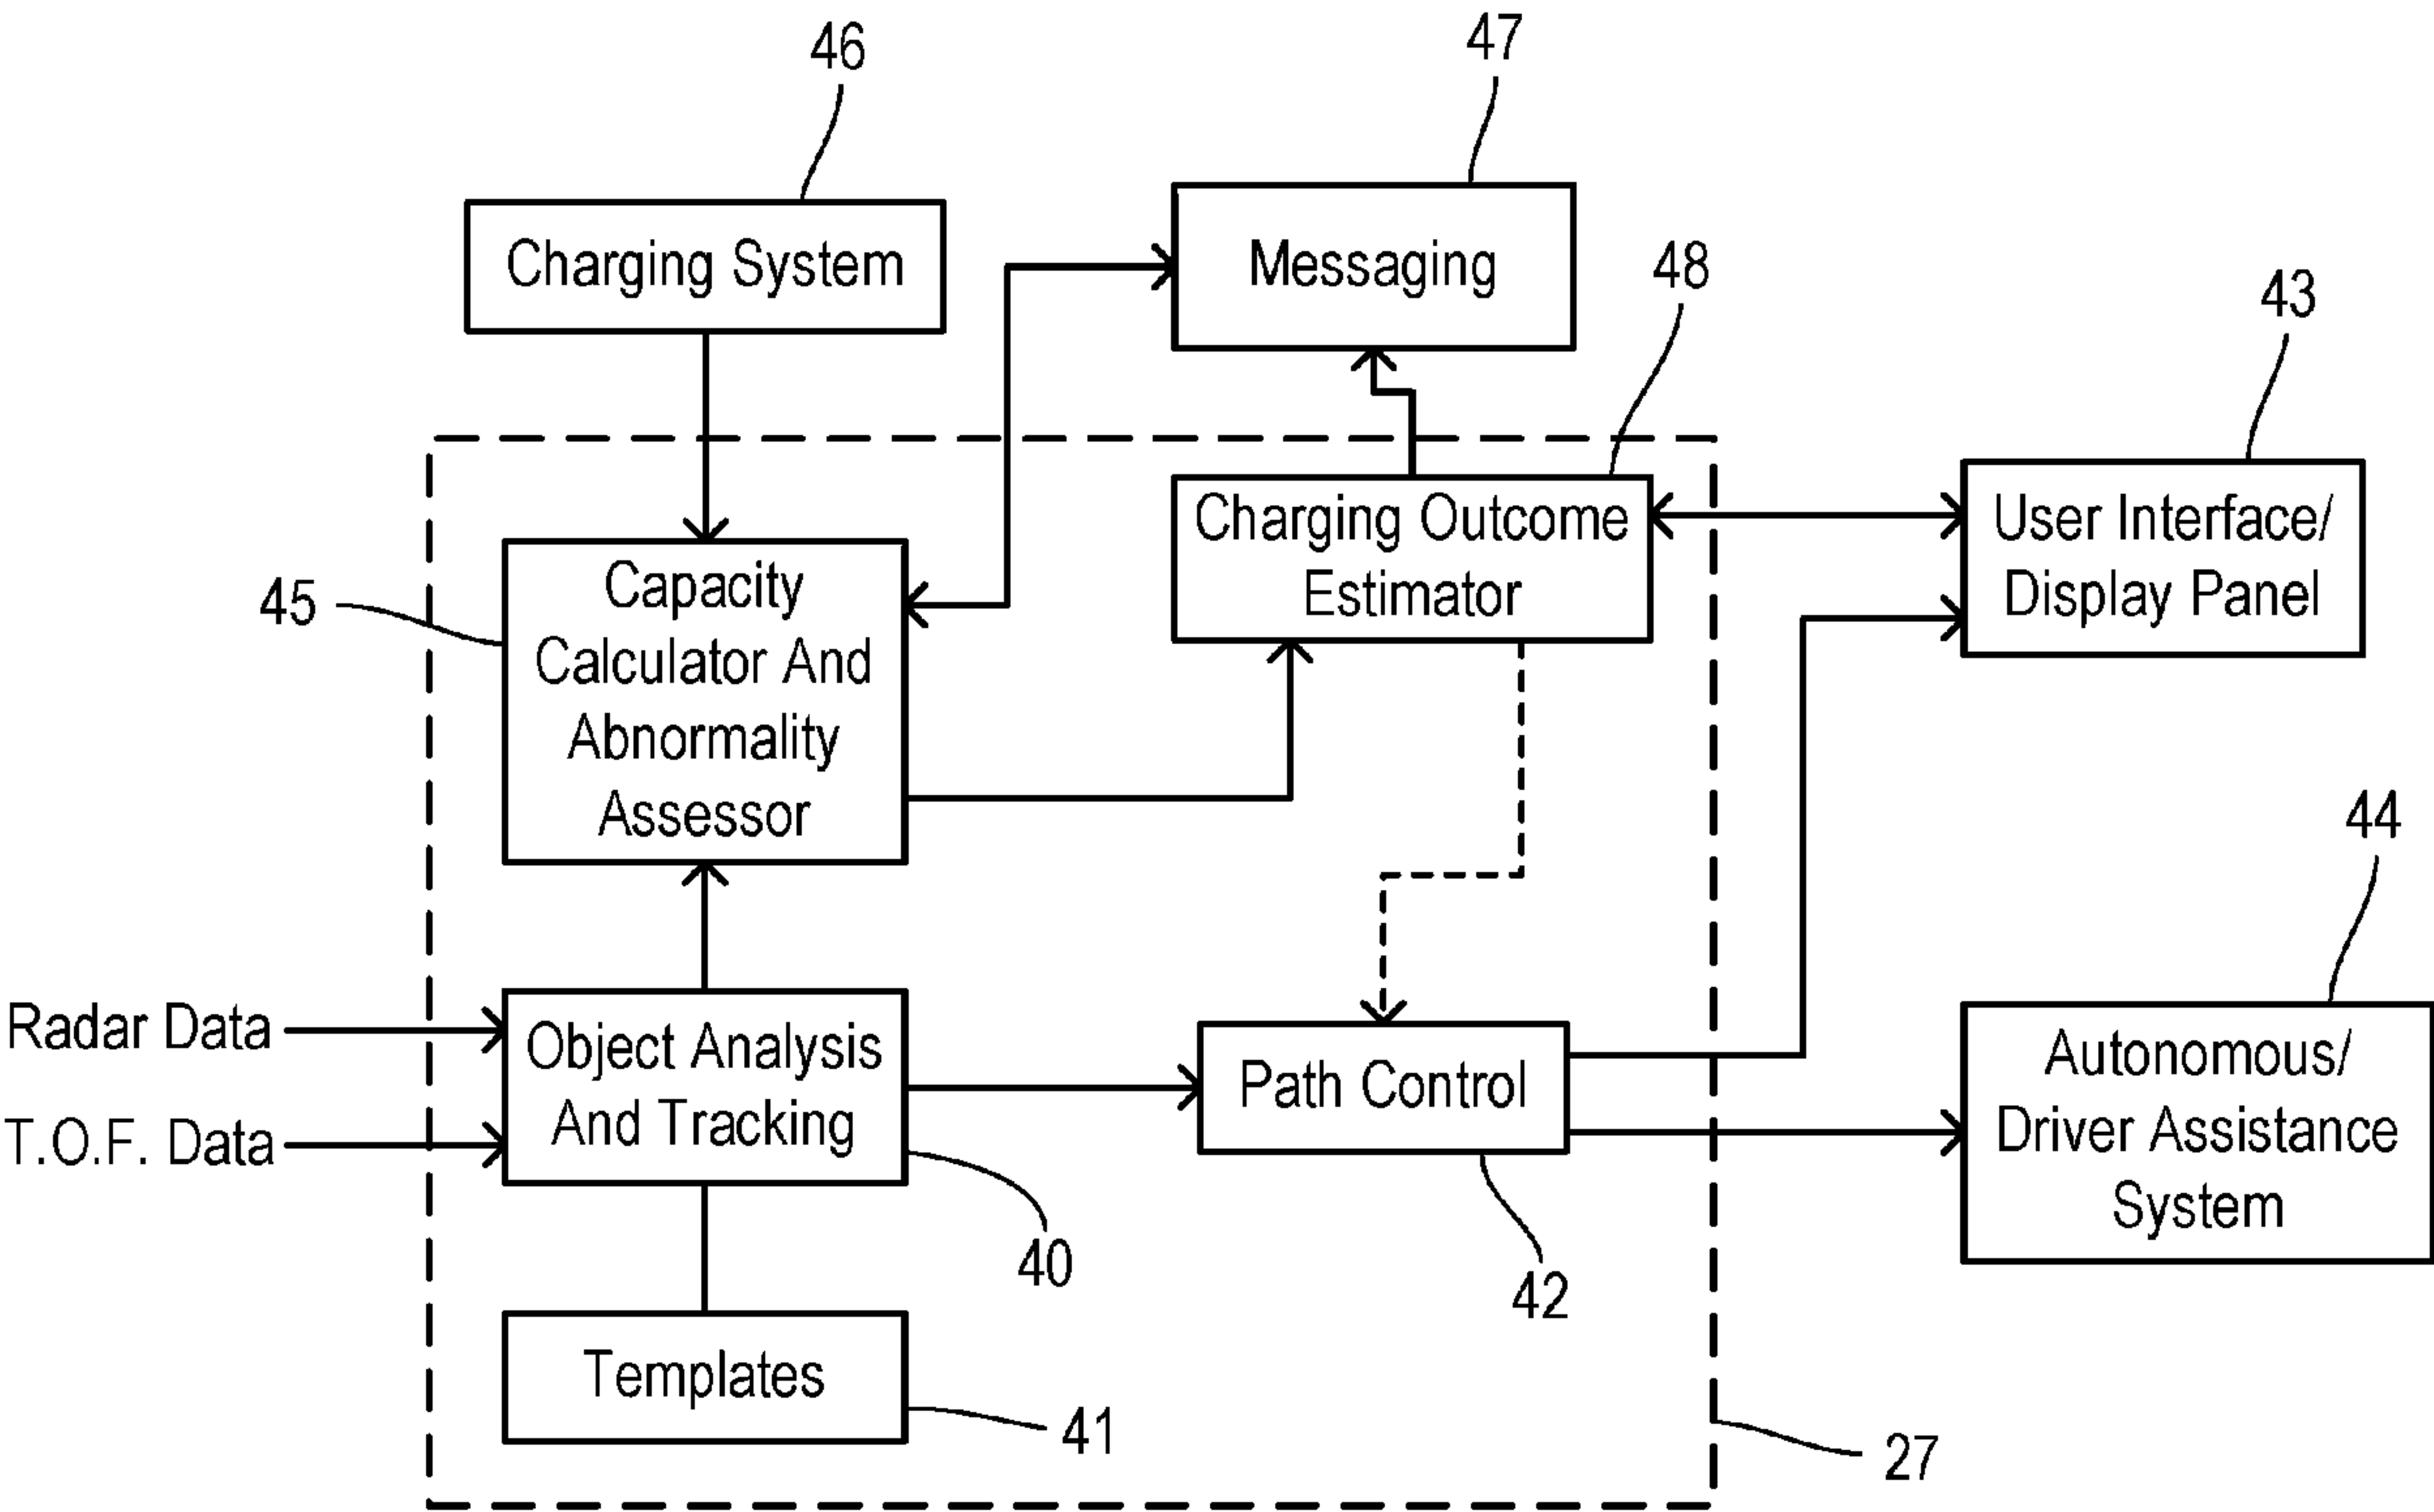 46
47
Charging System
Messaging
48
43
Charging Outcome
Estimator
User Interface/
Display Panel
45
Capacity
Calculator And
Abnormality
Assessor
44
Radar Data
T.O.F. Data
Object Analysis
And Tracking
Path Control
Autonomous/
Driver Assistance
System
40
42
Templates
41
27